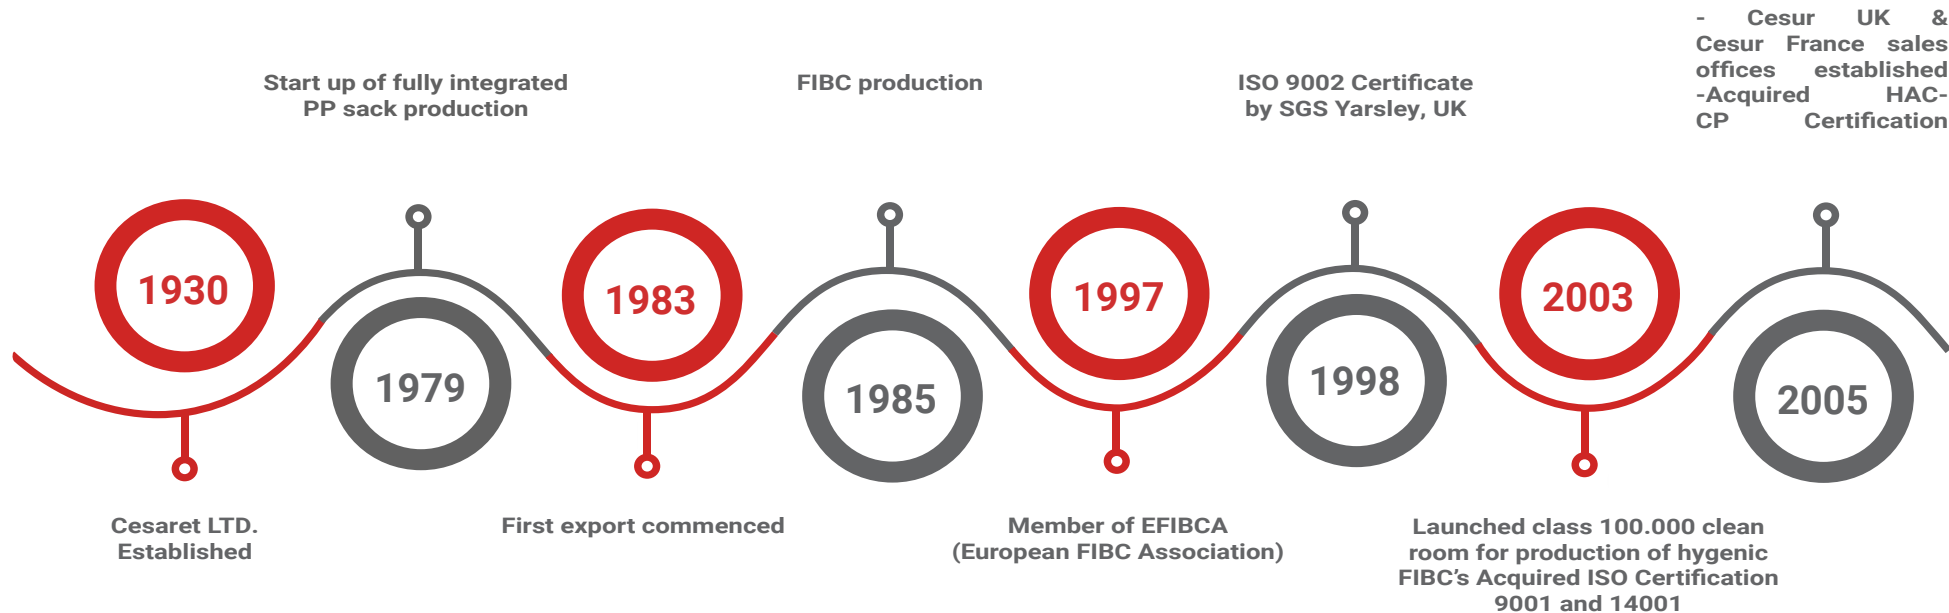 - Cesur UK &
Cesur France sales
offices established
-Acquired HAC-
CP Certification
Start up of fully integrated
PP sack production
FIBC production
ISO 9002 Certificate
by SGS Yarsley, UK
1930
1979
1983
1985
1997
1998
2003
2005
Cesaret LTD.
Established
First export commenced
Member of EFIBCA
(European FIBC Association)
Launched class 100.000 clean
room for production of hygenic
FIBC’s Acquired ISO Certification
9001 and 14001